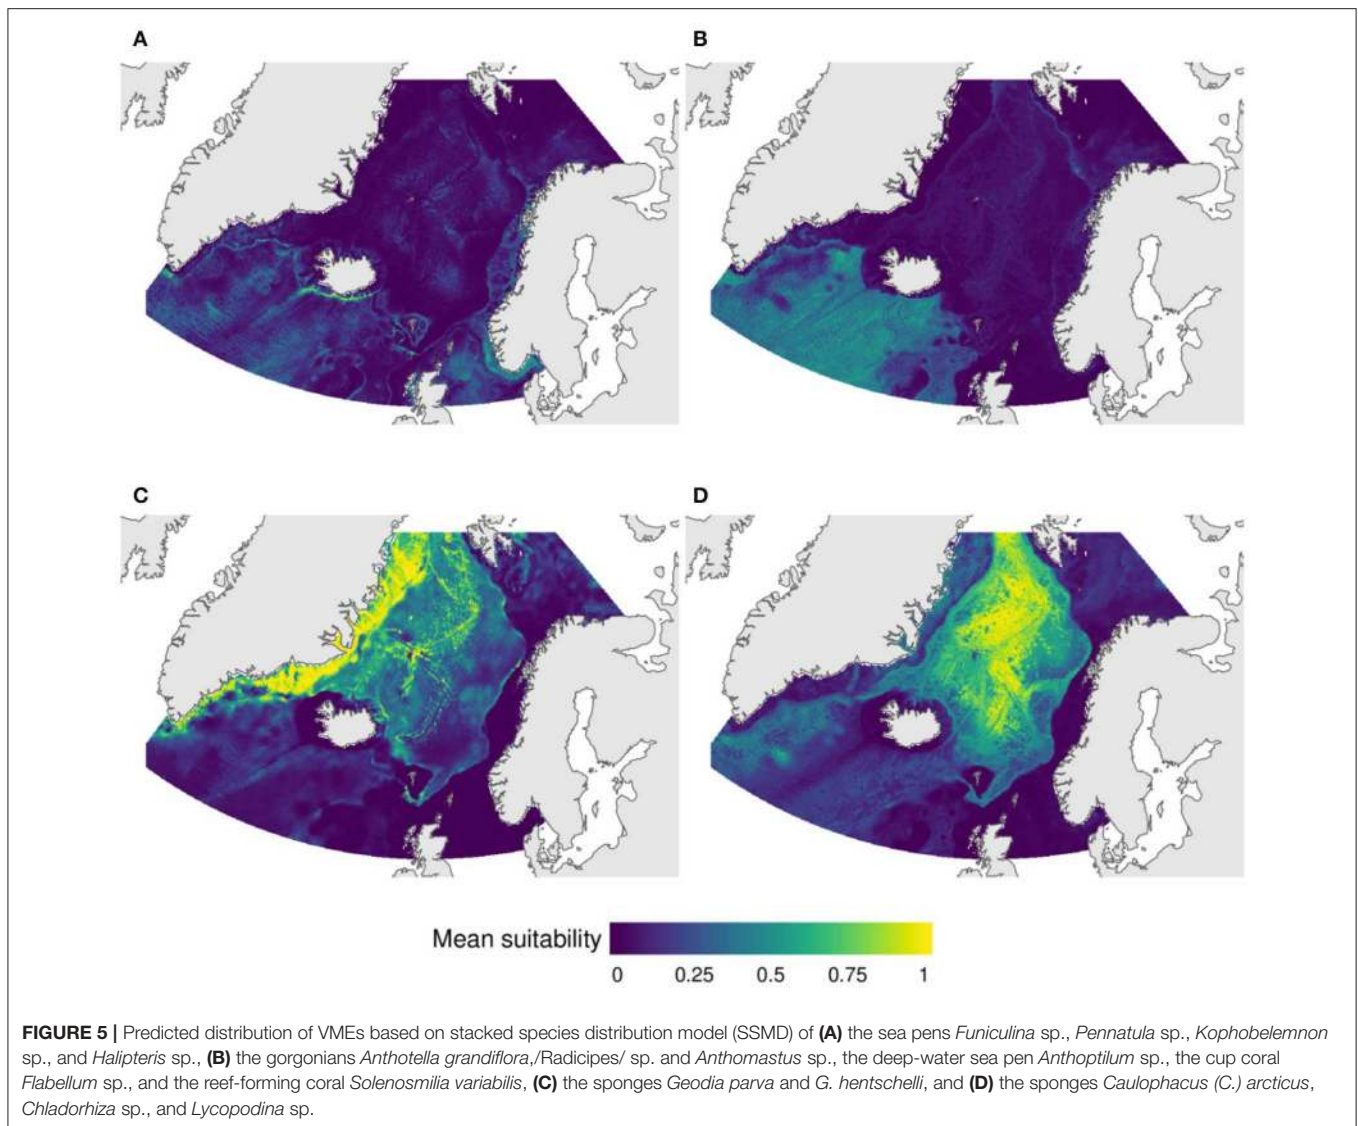 A
B
C
D
Mean suitability
0 0.25 0.5 0.75 1
FIGURE 5 | Predicted distribution of VMEs based on stacked species distribution model (SSMD) of (A) the sea pens Funiculina sp., Pennatula sp., Kophobelemnon
sp., and Halipteris sp., (B) the gorgonians Anthotella grandiflora,/Radicipes/ sp. and Anthomastus sp., the deep-water sea pen Anthoptilum sp., the cup coral
Flabellum sp., and the reef-forming coral Solenosmilia variabilis, (C) the sponges Geodia parva and G. hentschelli, and (D) the sponges Caulophacus (C.) arcticus,
Chladorhiza sp., and Lycopodina sp.